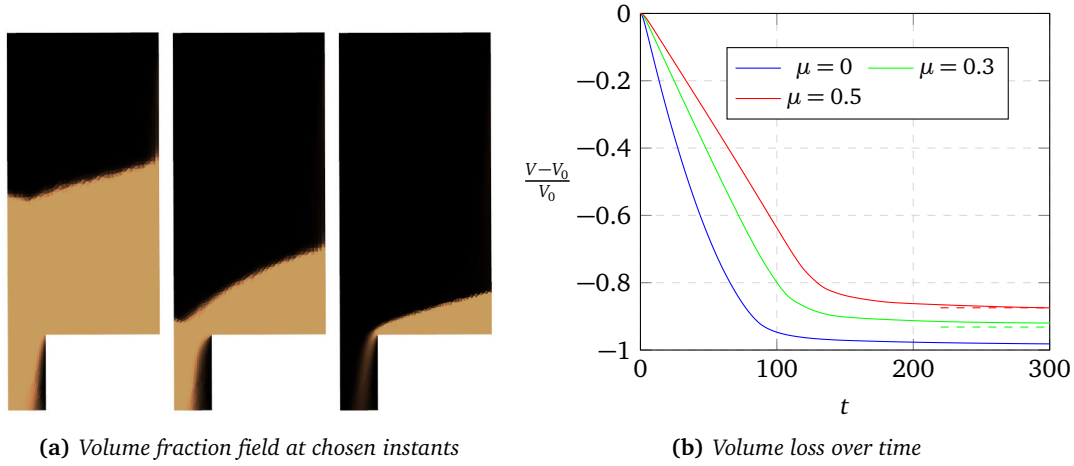 0
−0.2
−0.4
−0.6
−0.8
−1
V−V₀
V₀
μ = 0
μ = 0.3
μ = 0.5
0
100
200
300
t
(a) Volume fraction field at chosen instants
(b) Volume loss over time